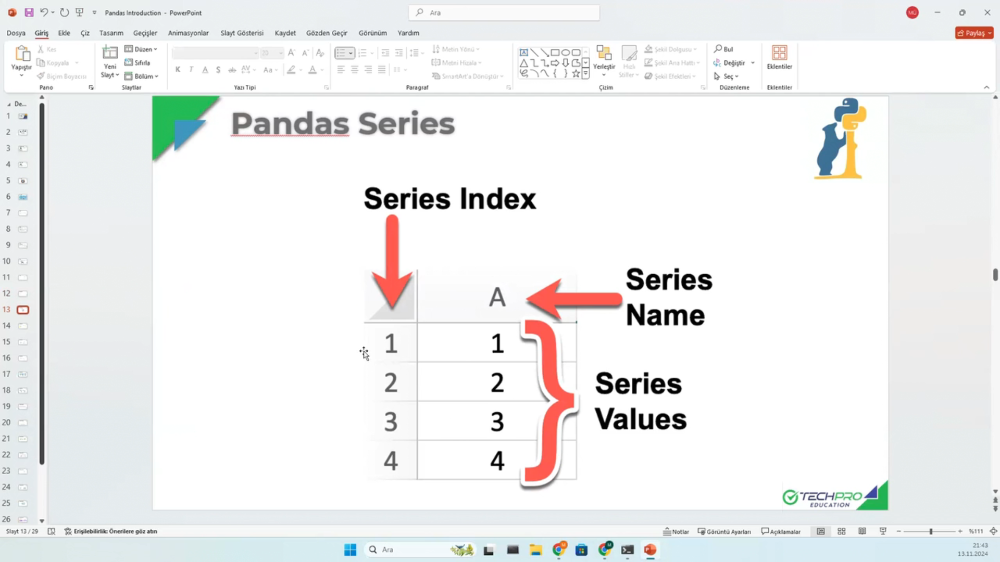 Pandas Introduction - PowerPoint
Ara
MÜ
Dosya
Giriş
Ekle
Çiz
Tasarım
Geçişler
Animasyonlar
Slayt Gösterisi
Kaydet
Gözden Geçir
Görünüm
Yardım
Paylaş
Yapıştır
Kes
Kopyala
Biçim Boyacısı
Pano
Yeni
Slayt
Düzen
Sıfırla
Bölüm
Slaytlar
20
Yazı Tipi
Metin Yönü
Metni Hizala
SmartArt'a Dönüştür
Paragraf
Yerleştir
Hızlı
Stiller
Şekil Dolgusu
Şekil Ana Hattı
Şekil Efektleri
Çizim
Bul
Değiştir
Seç
Düzenleme
Eklentiler
Eklentiler
De...
1
2
3
4
5
6
7
8
9
10
11
12
13
14
15
16
17
18
19
20
21
22
23
24
25
26
Pandas Series
Series Index
A
Series
Name
1 1
2 2
3 3
4 4
Series
Values
TECHPRO
EDUCATION
Slayt 13 / 29
Erişilebilirlik: Önerilere göz atın
Notlar
Görüntü Ayarları
Açıklamalar
%111
Ara
21:43
13.11.2024